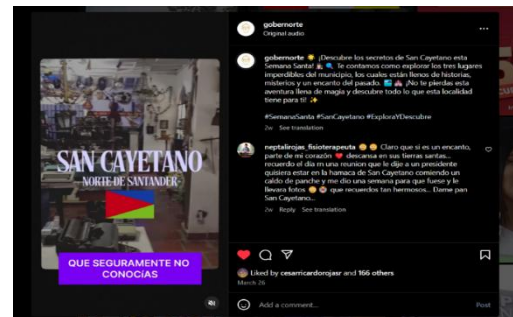 SAN CAYETANO
NORTE DE SANTANDER
QUE SEGURAMENTE NO
CONOCÍAS
gobernorte
Original audio
gobernorte ☀️ ¡Descubre los secretos de San Cayetano esta
Semana Santa! Te contamos como explorar los tres lugares
imperdibles del municipio, los cuales están llenos de historias,
misterios y un encanto del pasado. ¡No te pierdas esta
aventura llena de magia y descubre todo lo que esta localidad
tiene para ti! ✨
#SemanaSanta #SanCayetano #ExploraYDescubre
2w See translation
neptalirojas_fisioterapeuta Claro que si es un encanto,
parte de mi corazón ❤️ descansa en sus tierras santas...
recuerdo el día m una reunion que le dije a un presidente
quisiera estar en la hamaca de San Cayetano comiendo un
caldo de panche y me dio una semana para que fuese y le
llevara fotos que recuerdos tan hermosos... Dame pan
San Cayetano...
2w Reply See translation
Liked by cesarricardorojasr and 166 others
March 26
Add a comment...
Post